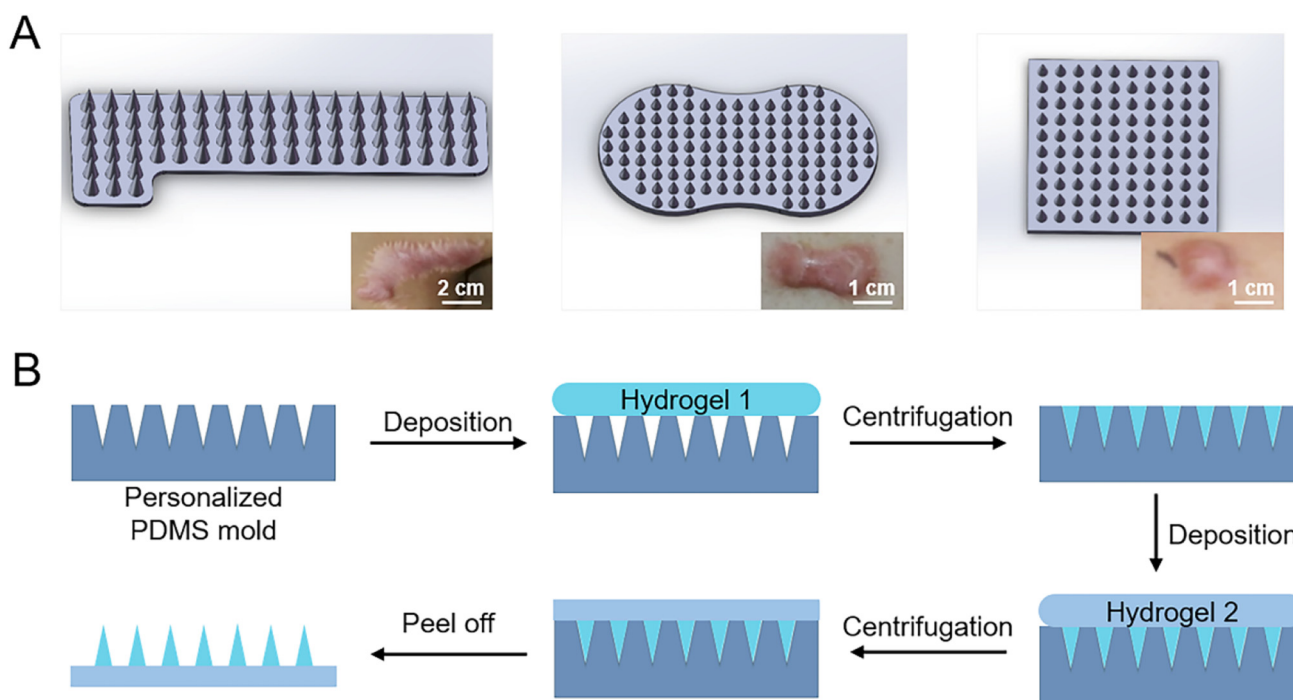 A
2 cm
1 cm
1 cm
B
Personalized
PDMS mold
Deposition
Hydrogel 1
Centrifugation
Deposition
Hydrogel 2
Centrifugation
Peel off